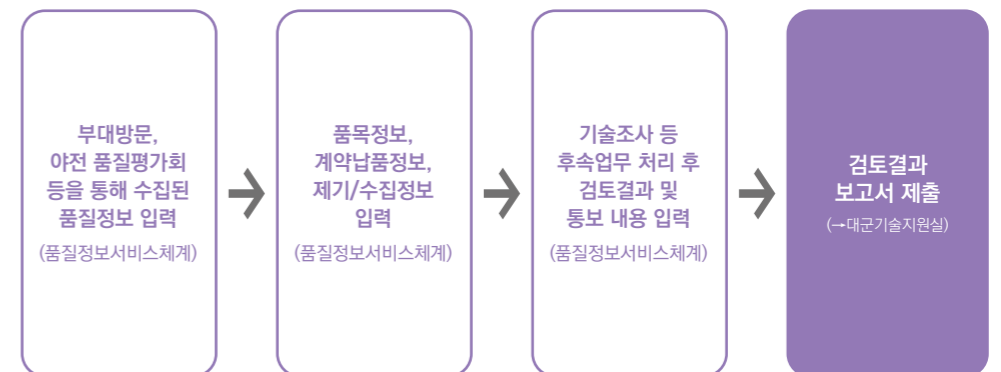 부대방문,
야전 품질평가회
등을 통해 수집된
품질정보 입력
(품질정보서비스체계)
품목정보,
계약납품정보,
제기/수집정보
입력
(품질정보서비스체계)
기술조사 등
후속업무 처리 후
검토결과 및
통보 내용 입력
(품질정보서비스체계)
검토결과
보고서 제출
(→대군기술지원실)